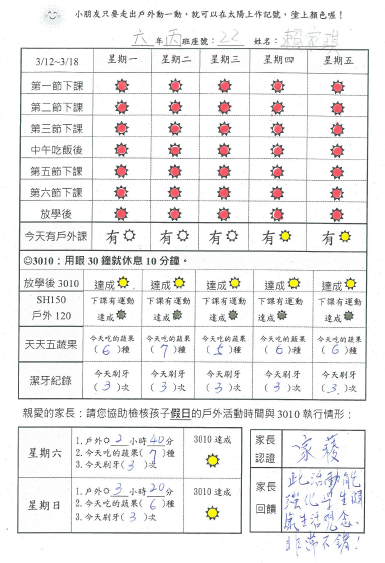 小朋友只要走出戶外動一動，就可以在太陽上作記號，塗上顏色喔！
六 年 丙 班座號：22 姓名：賴家琪
3/12~3/18 星期一 星期二 星期三 星期四 星期五
第一節下課
第二節下課
第三節下課
中午吃飯後
第五節下課
第六節下課
放學後
今天有戶外課 有 有 有 有 有
◎3010：用眼 30 鐘就休息 10 分鐘。
放學後 3010 達成 達成 達成 達成 達成
SH150 下課有運動 下課有運動 下課有運動 下課有運動 下課有運動
戶外 120 達成 達成 達成 達成 達成
天天五蔬果 今天吃的蔬果 今天吃的蔬果 今天吃的蔬果 今天吃的蔬果 今天吃的蔬果
(6)種 (7)種 (5)種 (6)種 (6)種
潔牙紀錄 今天刷牙 今天刷牙 今天刷牙 今天刷牙 今天刷牙
(3)次 (3)次 (3)次 (3)次 (3)次
親愛的家長：請您協助檢核孩子假日的戶外活動時間與 3010 執行情形：
星期六
1.戶外◎ 2 小時 40 分
2.今天吃的蔬果(7)種
3.今天刷牙(3)次
3010 達成
星期日
1.戶外◎ 3 小時 20 分
2.今天吃的蔬果(6)種
3.今天刷牙(3)次
3010 達成
家長
認證
家長
回饋
此活動能
強化學生健
康生活觀念，
非常不錯！